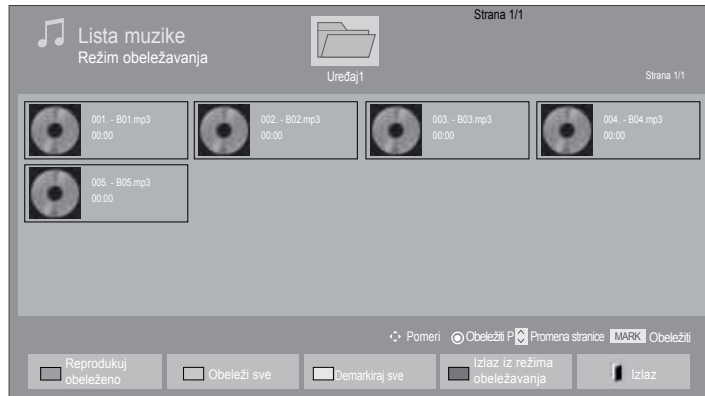 Strana 1/1
Lista muzike
Režim obeležavanja
Uređaj1
Strana 1/1
001. - B01.mp3
00:00
002. - B02.mp3
00:00
003. - B03.mp3
00:00
004. - B04.mp3
00:00
005. - B05.mp3
00:00
Pomeri Obeležiti P Promena stranice MARK Obeležiti
Reprodukuj
obeleženo
Obeleži sve
Demarkiraj sve
Izlaz iz režima
obeležavanja
Izlaz